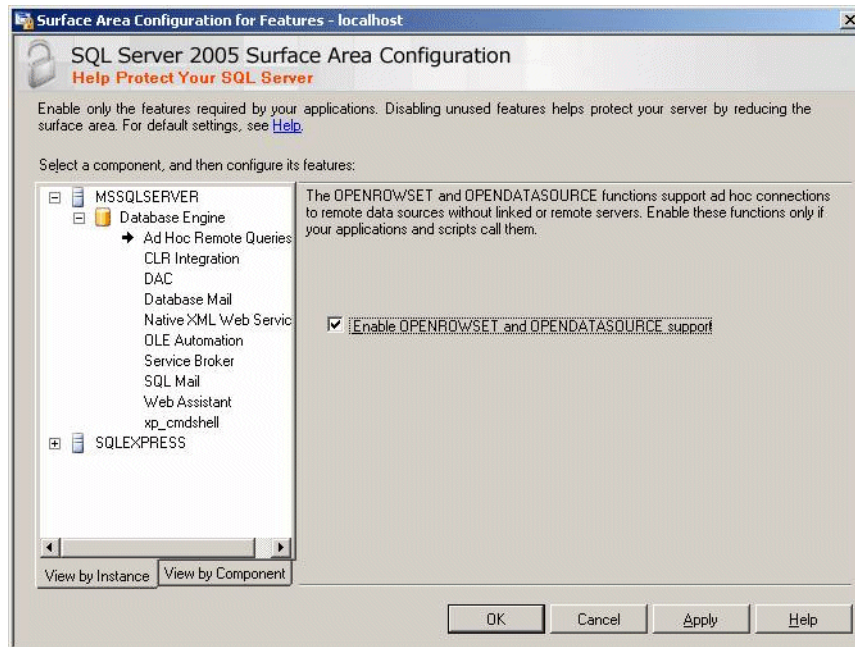 Surface Area Configuration for Features - localhost
SQL Server 2005 Surface Area Configuration
Help Protect Your SQL Server
Enable only the features required by your applications. Disabling unused features helps protect your server by reducing the
surface area. For default settings, see Help.
Select a component, and then configure its features:
MSSQLSERVER
Database Engine
Ad Hoc Remote Queries
CLR Integration
DAC
Database Mail
Native XML Web Servic
OLE Automation
Service Broker
SQL Mail
Web Assistant
xp_cmdshell
SQLEXPRESS
View by Instance View by Component
The OPENROWSET and OPENDATASOURCE functions support ad hoc connections
to remote data sources without linked or remote servers. Enable these functions only if
your applications and scripts call them.
Enable OPENROWSET and OPENDATASOURCE support
OK Cancel Apply Help